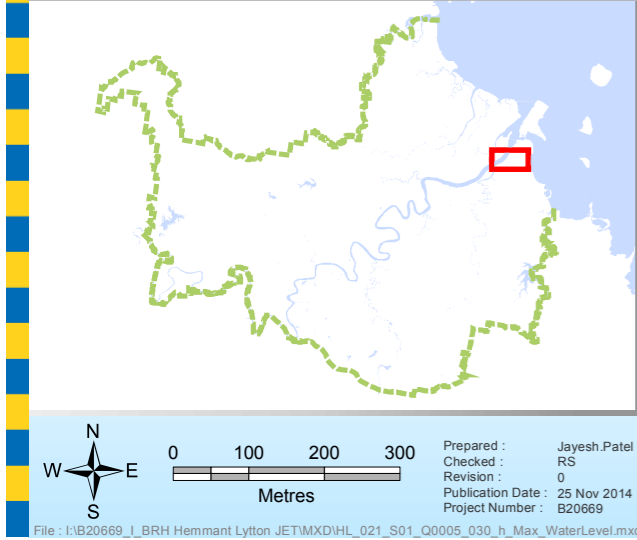 N
W E
S
0 100 200 300
Metres
Prepared : Jayesh.Patel
Checked : RS
Revision : 0
Publication Date : 25 Nov 2014
Project Number : B20669
File : I:\B20669_I_BRH Hemmant Lytton JET\MXD\HL_021_S01_Q0005_030_h_Max_WaterLevel.mxd